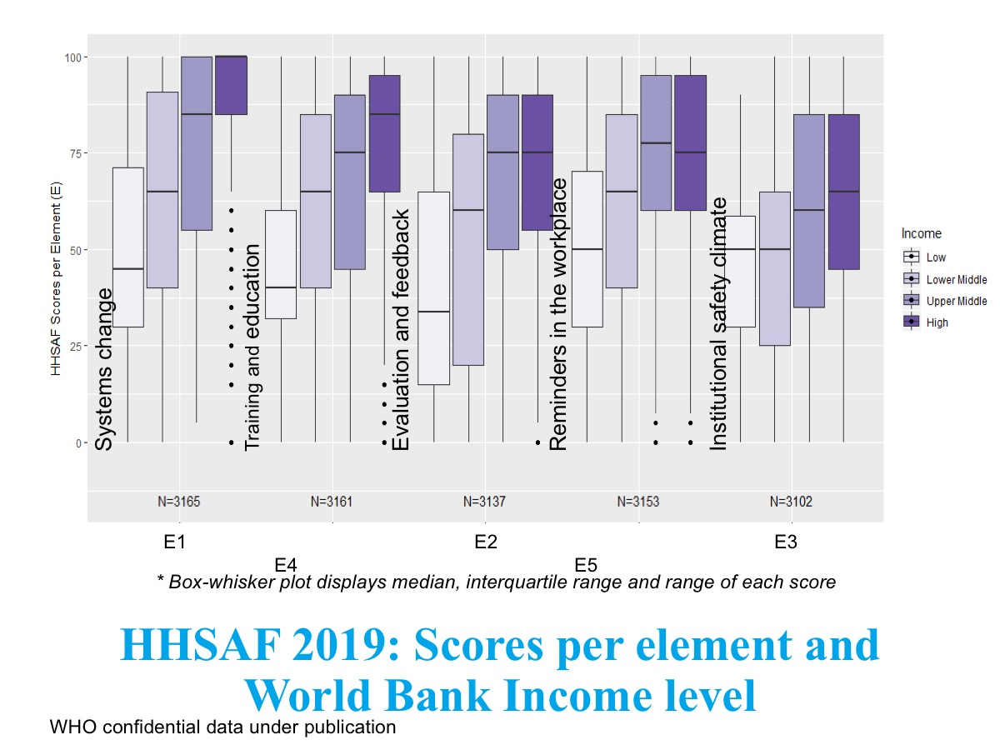 100
75
50
25
0
HHSAF Scores per Element (E)
Systems change
Training and education
Evaluation and feedback
Reminders in the workplace
Institutional safety climate
Income
Low
Lower Middle
Upper Middle
High
N=3165 N=3161 N=3137 N=3153 N=3102
E1 E2 E3
E4 E5
* Box-whisker plot displays median, interquartile range and range of each score
HHSAF 2019: Scores per element and
World Bank Income level
WHO confidential data under publication